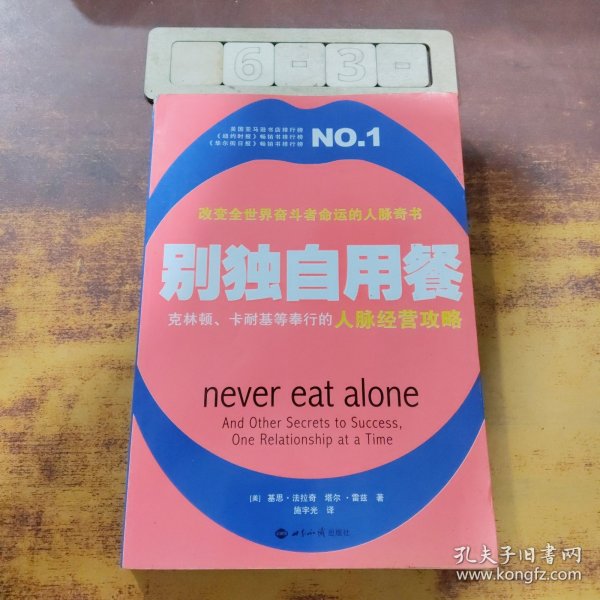 6-3-
美国亚马逊书店排行榜
《纽约时报》畅销书排行榜
《华尔街日报》畅销书排行榜
NO.1
改变全世界奋斗者命运的人脉奇书
别独自用餐
克林顿、卡耐基等奉行的人脉经营攻略
never eat alone
And Other Secrets to Success,
One Relationship at a Time
[美] 基思·法拉奇 塔尔·雷兹 著
施宇光 译
世界知识出版社
孔夫子旧书网
www.kongfz.com